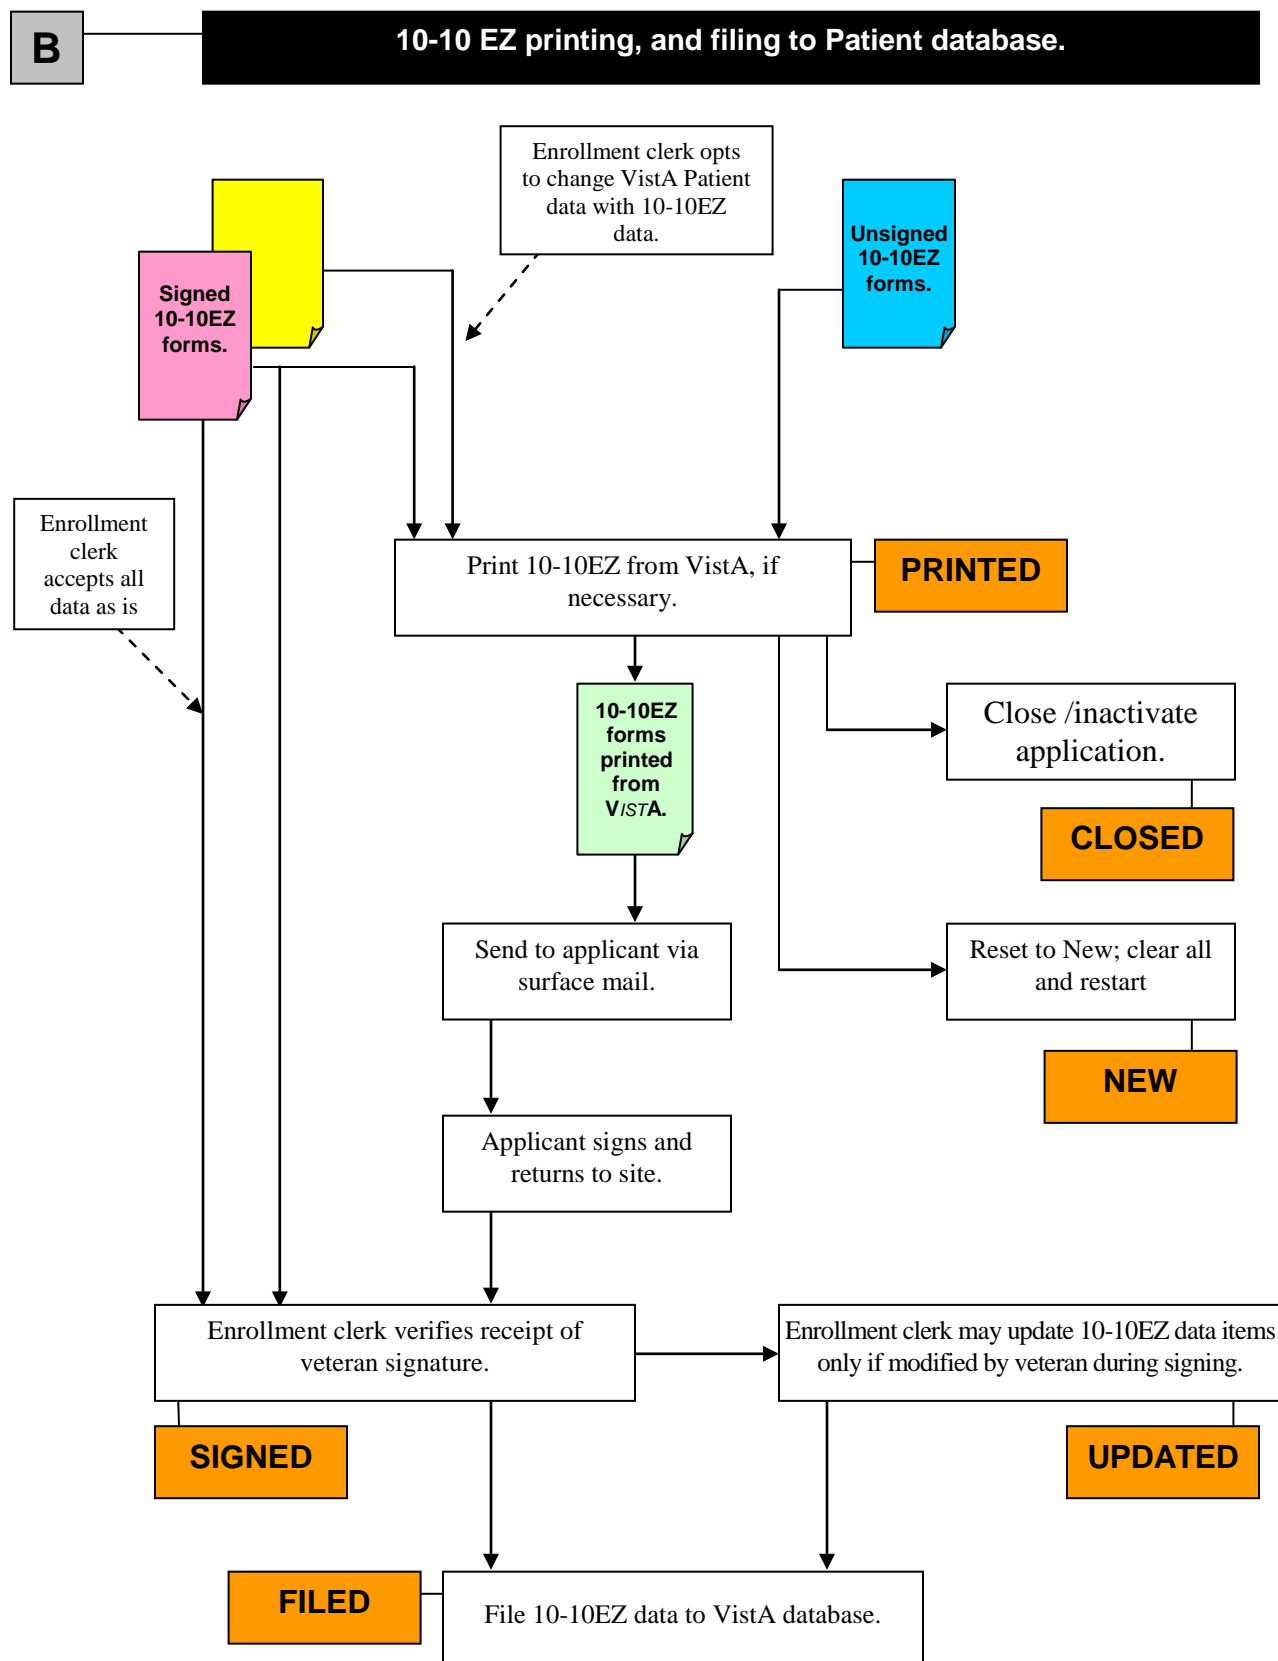 B
10-10 EZ printing, and filing to Patient database.
Enrollment clerk opts
to change VistA Patient
data with 10-10EZ
data.
Unsigned
10-10EZ
forms.
Signed
10-10EZ
forms.
Enrollment
clerk
accepts all
data as is
Print 10-10EZ from VistA, if
necessary.
PRINTED
10-10EZ
forms
printed
from
VISTA.
Close /inactivate
application.
CLOSED
Send to applicant via
surface mail.
Reset to New; clear all
and restart
NEW
Applicant signs and
returns to site.
Enrollment clerk verifies receipt of
veteran signature.
Enrollment clerk may update 10-10EZ data items
only if modified by veteran during signing.
SIGNED
UPDATED
FILED
File 10-10EZ data to VistA database.